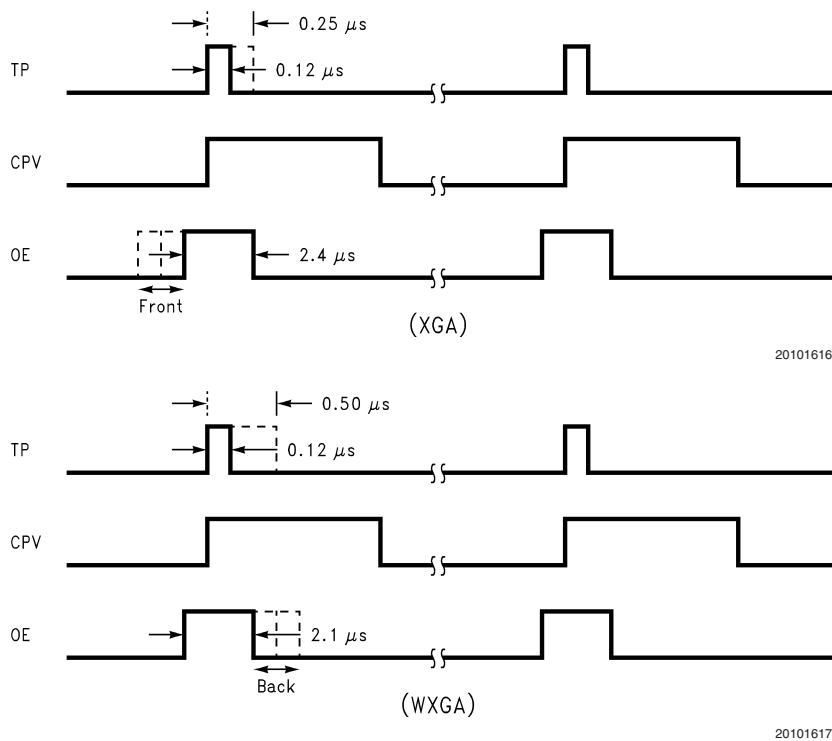 0.25 μs
TP
0.12 μs
CPV
OE
2.4 μs
Front
(XGA)
20101616
0.50 μs
TP
0.12 μs
CPV
OE
2.1 μs
Back
(WXGA)
20101617